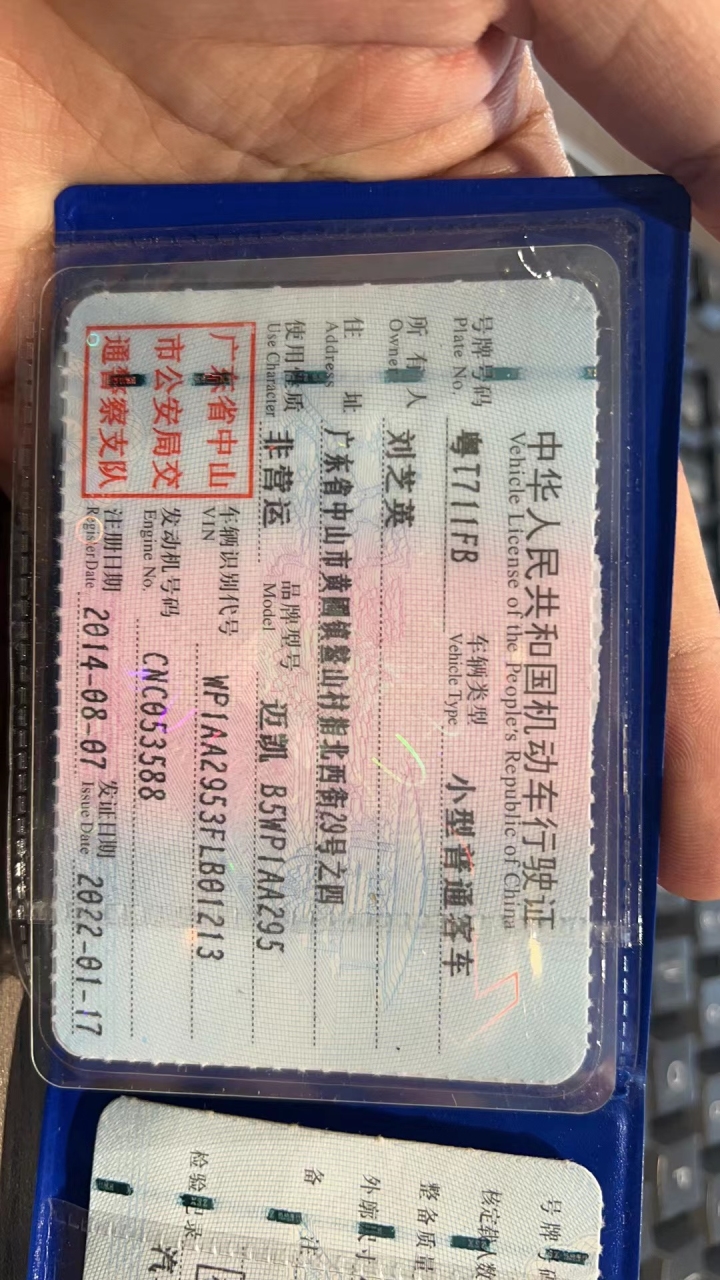 中华人民共和国机动车行驶证
Vehicle License of the People's Republic of China
号牌号码 粤T711FB 车辆类型 小型普通客车
Plate No. Vehicle Type
所有人 刘芝英
Owner
住址 广东省中山市黄圃镇鳌山村指北西街29号之四
Address
使用性质 非营运 品牌型号 迈凯 B5WP1AA295
Use Character Model
广东省中山
市公安局交
通警察支队
车辆识别代号 WP1AA2953FLB01213
VIN
发动机号码 CNC053588
Engine No.
注册日期 2014-08-07 发证日期 2022-01-17
Register Date Issue Date
号牌号
核定载人数
整备质量
外廓尺寸
备注
检验记录
汽